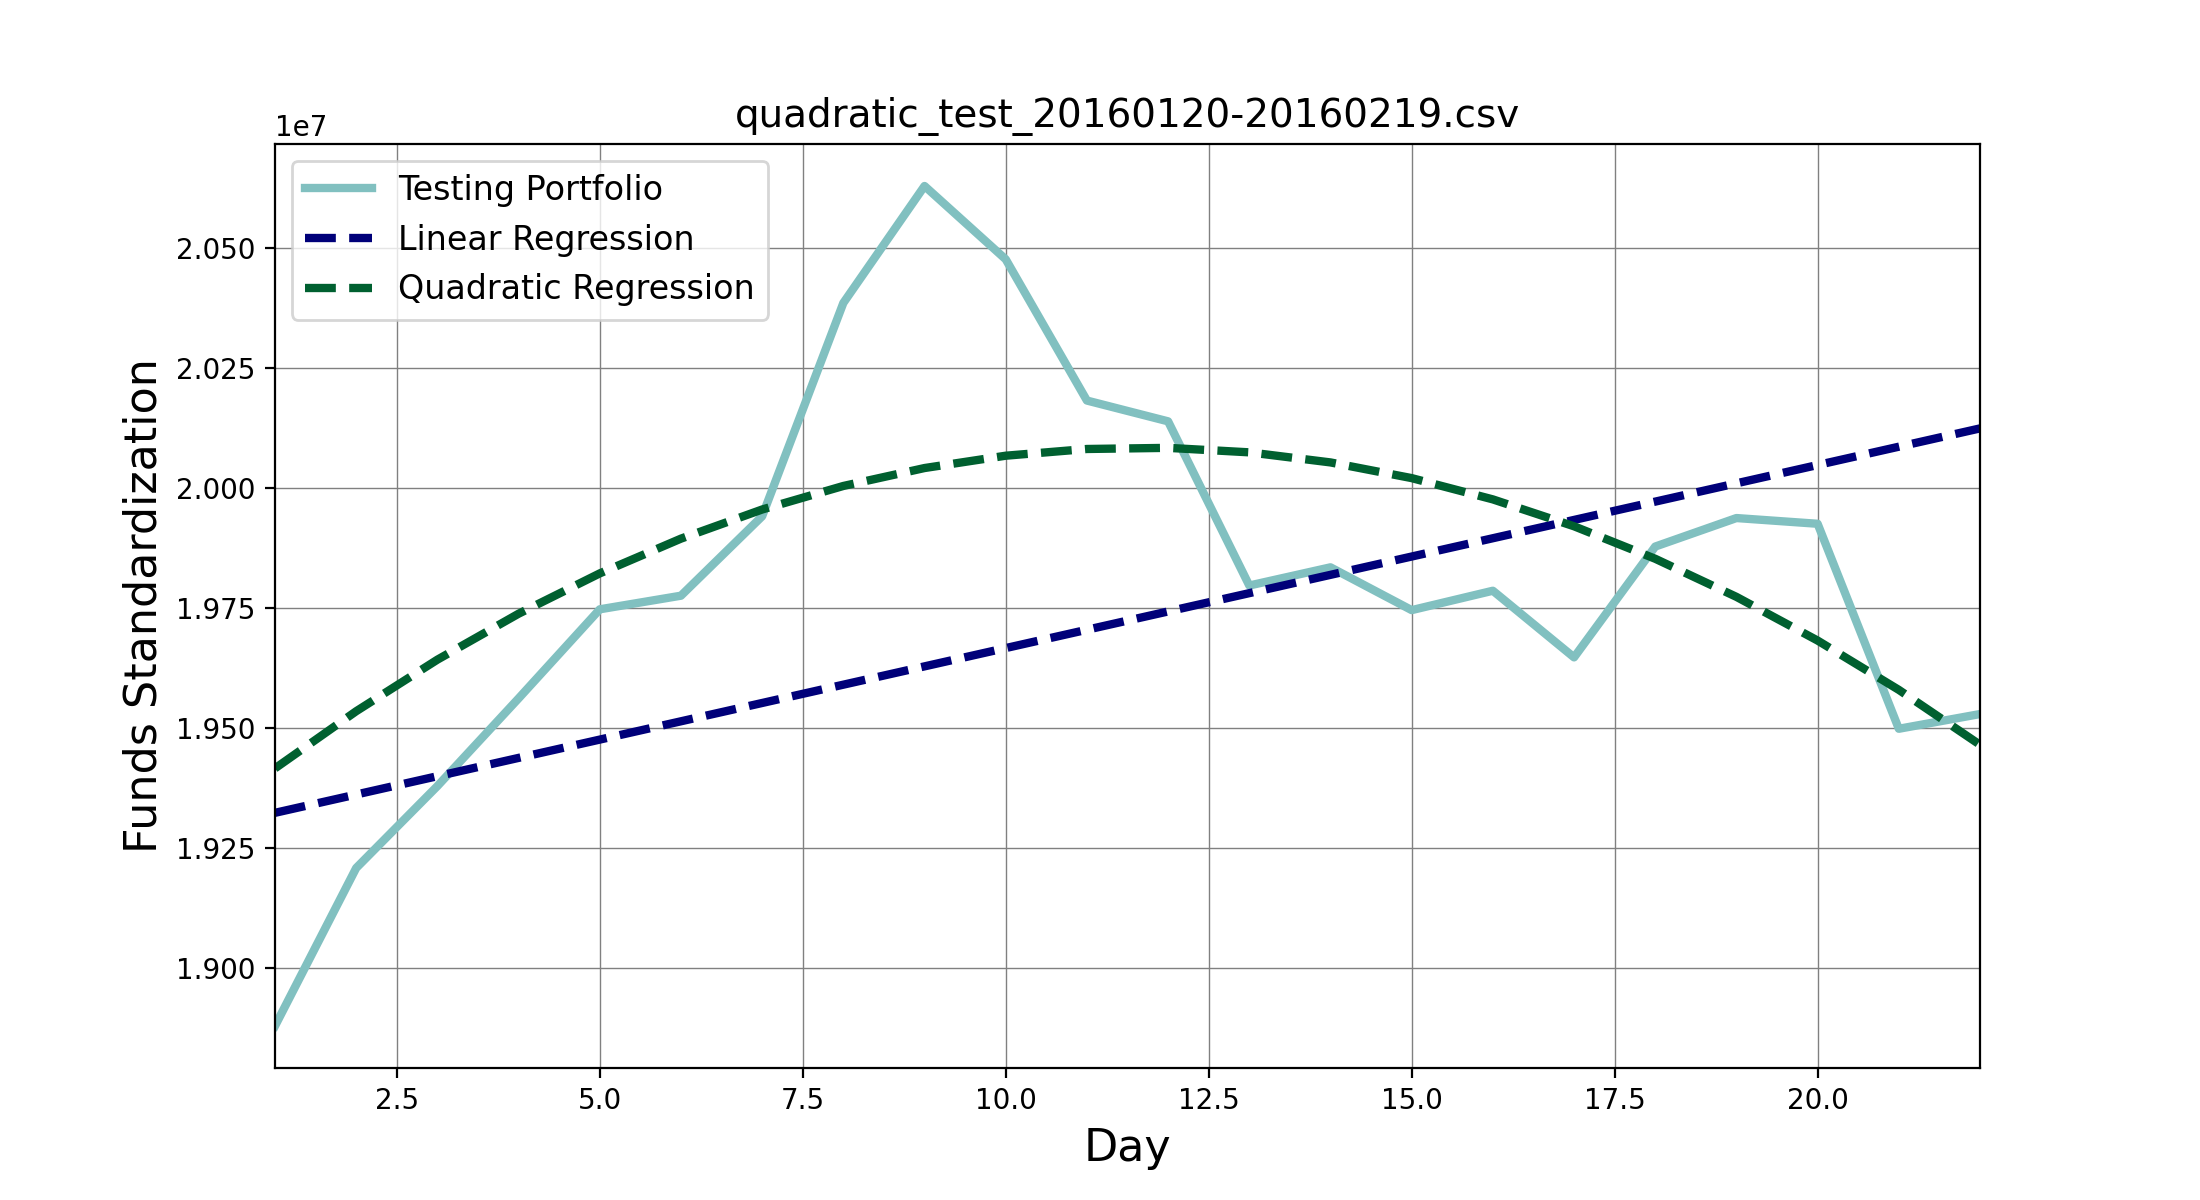 quadratic_test_20160120-20160219.csv
1e7
Testing Portfolio
Linear Regression
Quadratic Regression
Funds Standardization
2.050
2.025
2.000
1.975
1.950
1.925
1.900
2.5 5.0 7.5 10.0 12.5 15.0 17.5 20.0
Day